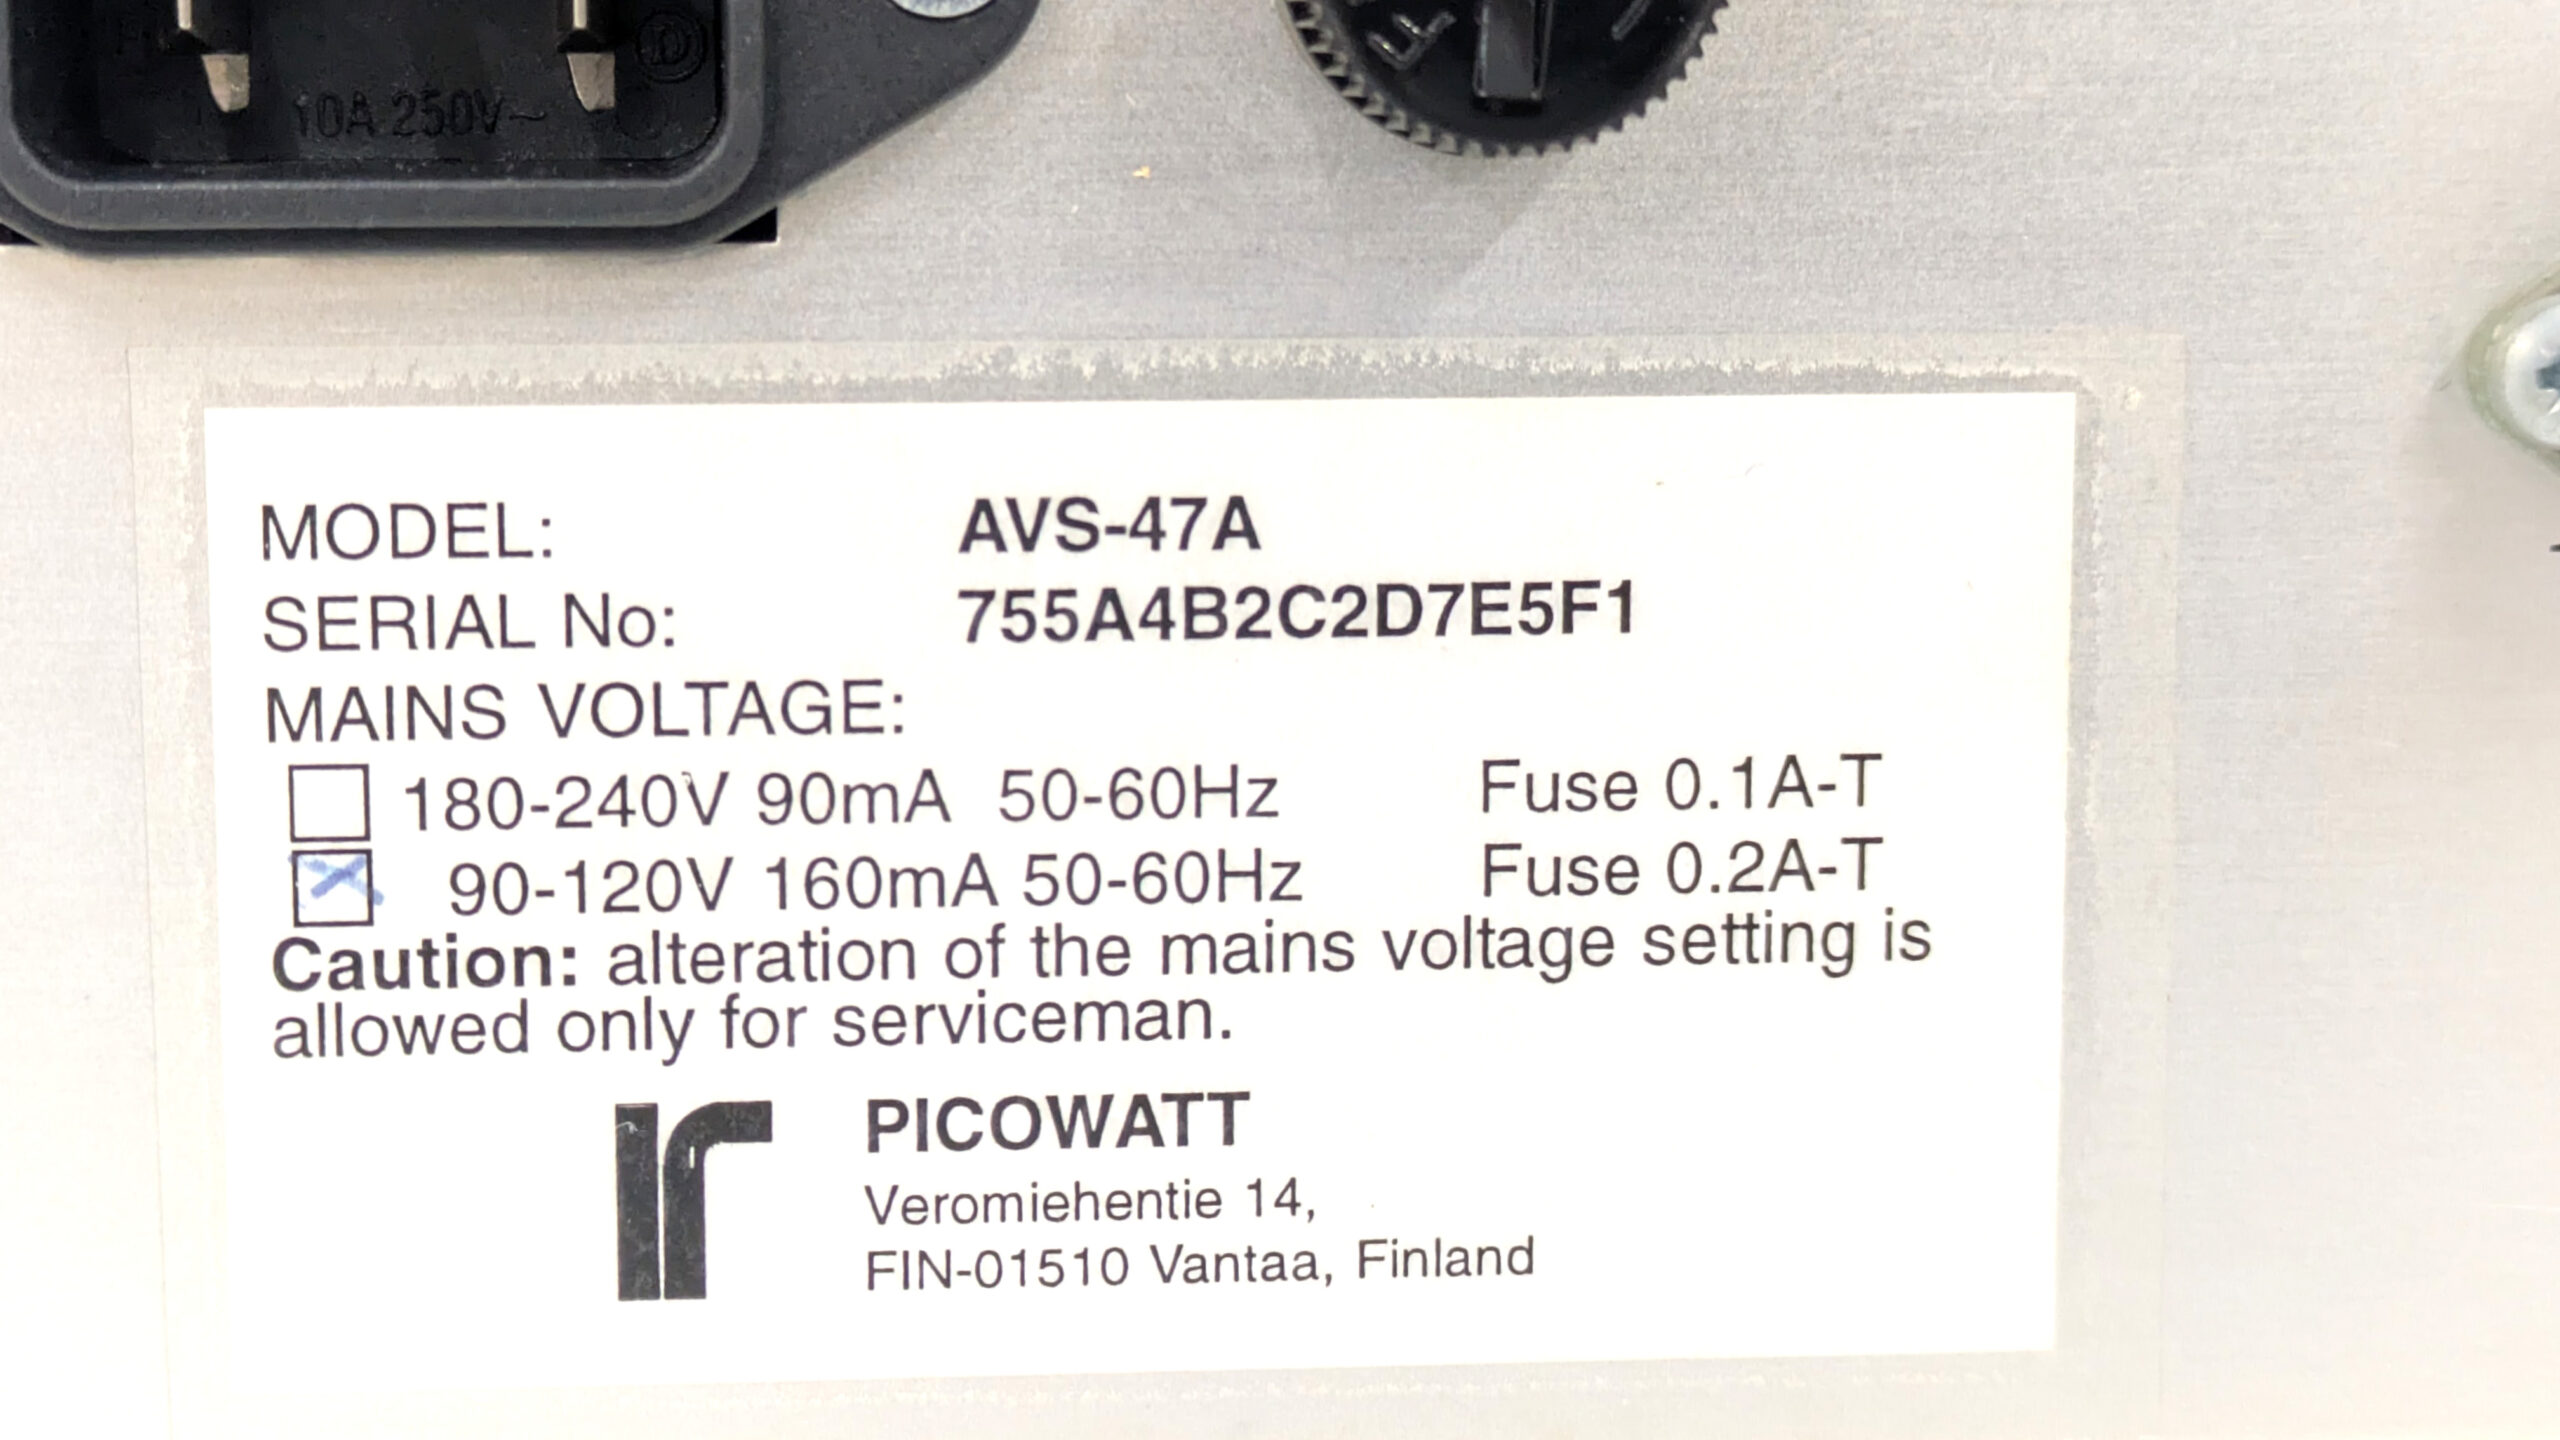 10A 250V~
MODEL: AVS-47A
SERIAL No: 755A4B2C2D7E5F1
MAINS VOLTAGE:
180-240V 90mA 50-60Hz Fuse 0.1A-T
90-120V 160mA 50-60Hz Fuse 0.2A-T
Caution: alteration of the mains voltage setting is
allowed only for serviceman.
PICOWATT
Veromiehentie 14,
FIN-01510 Vantaa, Finland